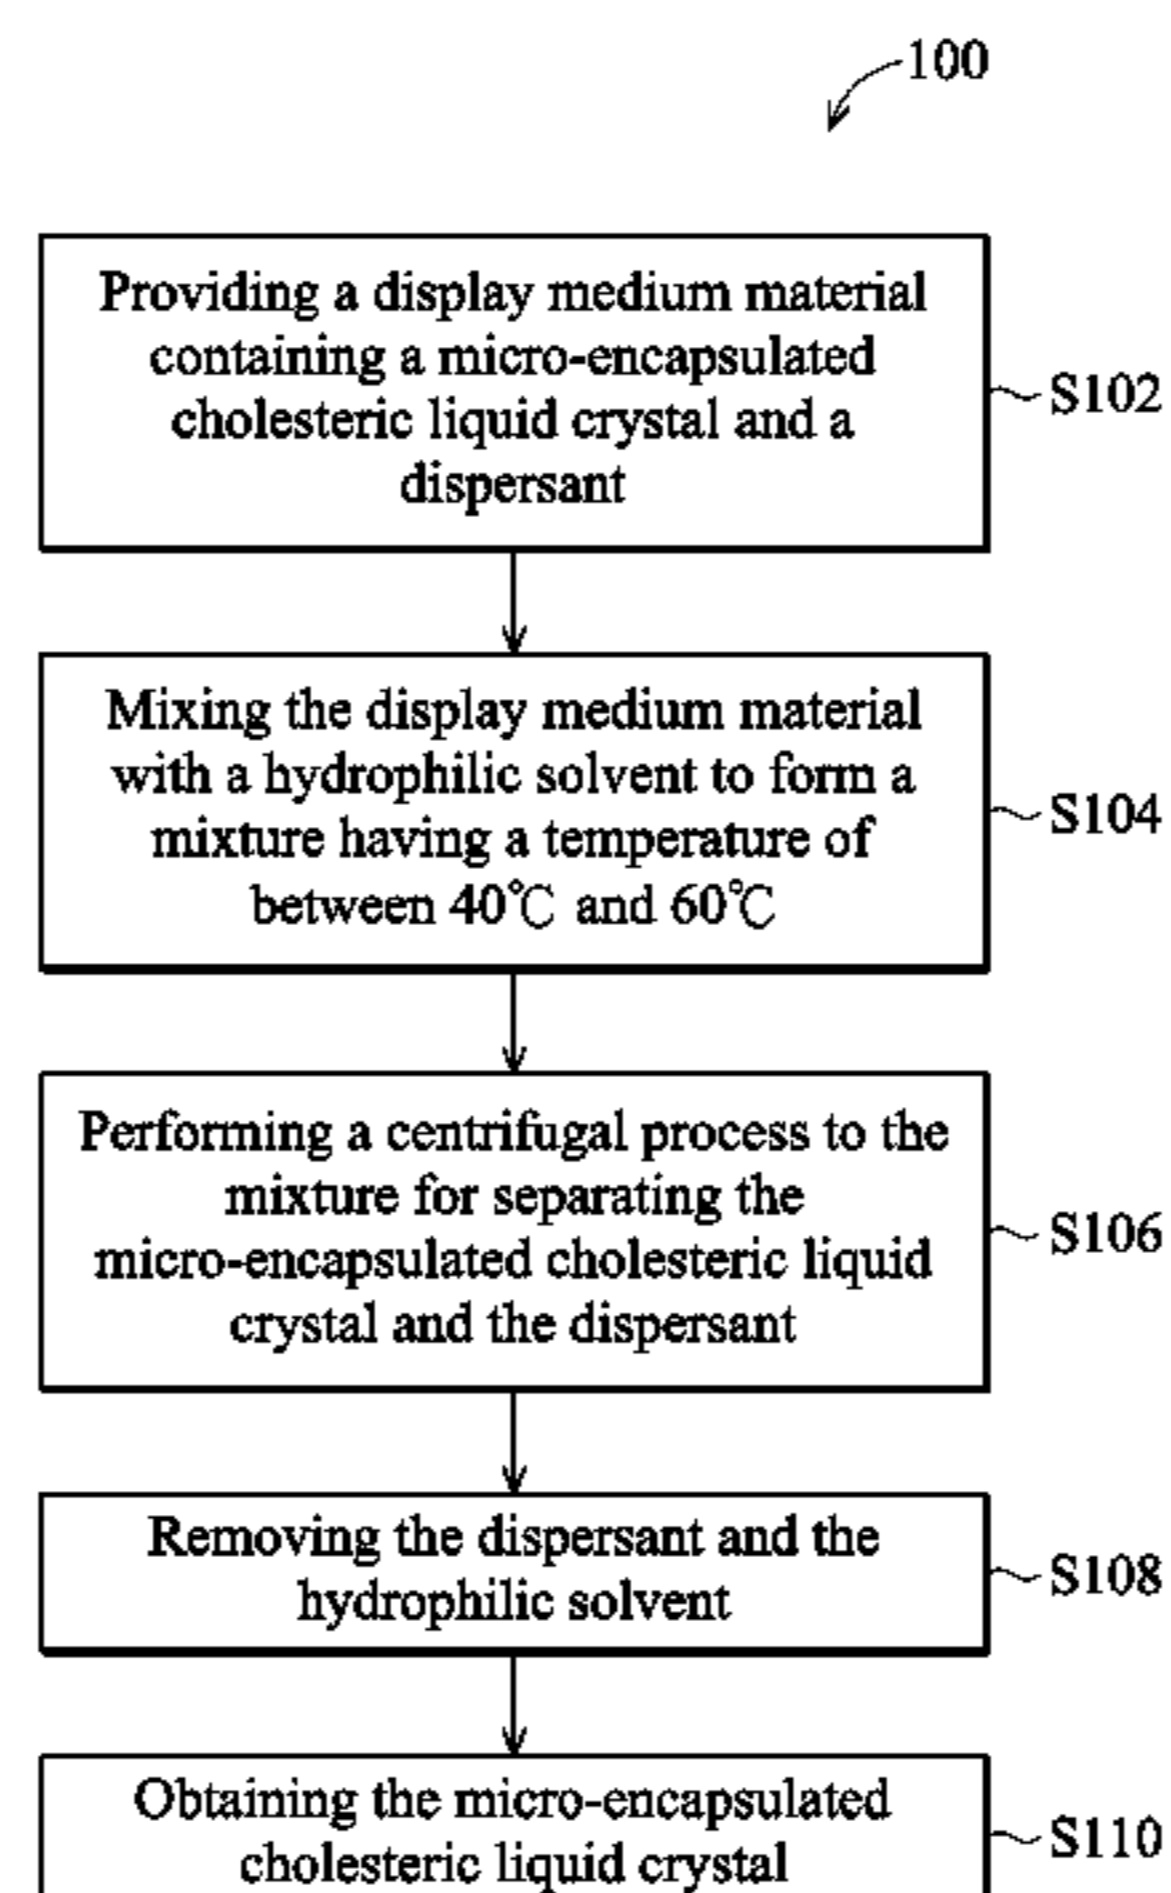 100
Providing a display medium material
containing a micro-encapsulated
cholesteric liquid crystal and a
dispersant
S102
Mixing the display medium material
with a hydrophilic solvent to form a
mixture having a temperature of
between 40℃ and 60℃
S104
Performing a centrifugal process to the
mixture for separating the
micro-encapsulated cholesteric liquid
crystal and the dispersant
S106
Removing the dispersant and the
hydrophilic solvent
S108
Obtaining the micro-encapsulated
cholesteric liquid crystal
S110